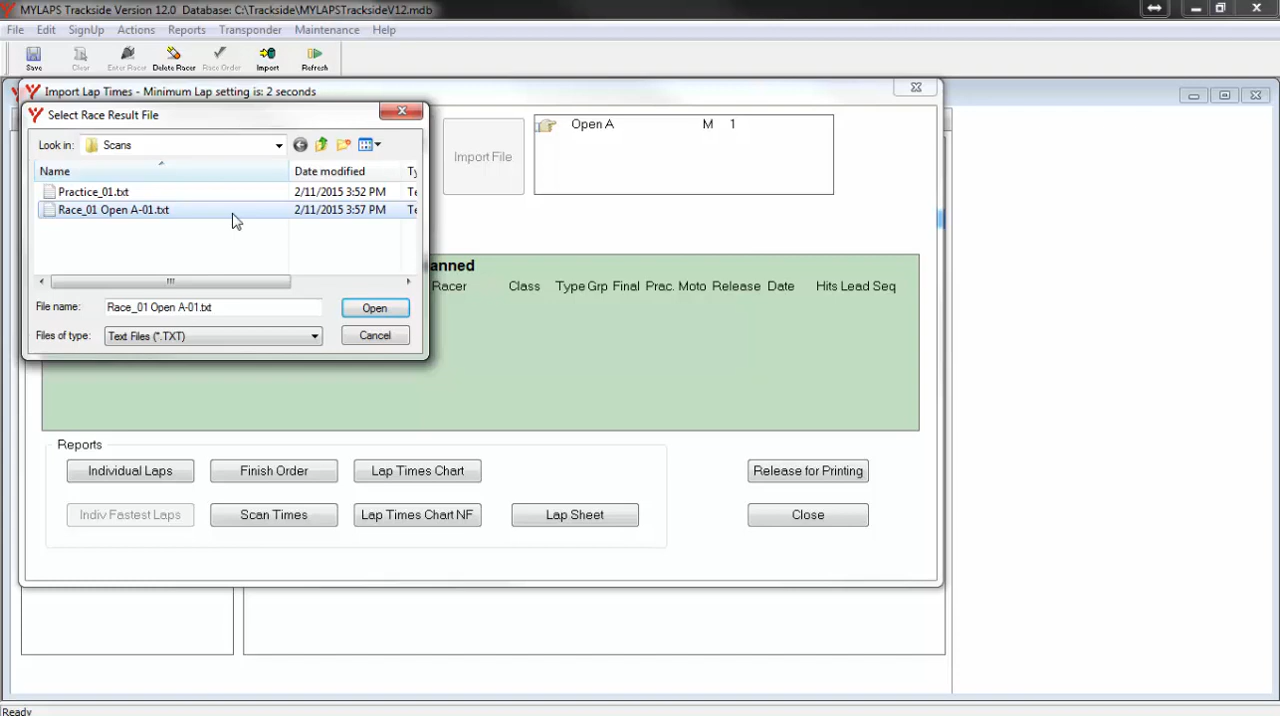 MYLAPS Trackside Version 12.0 Database: C:\Trackside\MYLAPSTracksideV12.mdb
File Edit SignUp Actions Reports Transponder Maintenance Help
Save Clear Enter Racer Delete Racer Race Order Import Refresh
Import Lap Times - Minimum Lap setting is: 2 seconds
Select Race Result File
Look in: Scans
Name Date modified Ty
Practice_01.txt 2/11/2015 3:52 PM Te
Race_01 Open A-01.txt 2/11/2015 3:57 PM Te
File name: Race_01 Open A-01.txt Open
Files of type: Text Files (*.TXT) Cancel
Import File
Open A M 1
anned
Racer Class Type Grp Final Prac. Moto Release Date Hits Lead Seq
Reports
Individual Laps Finish Order Lap Times Chart Release for Printing
Indiv Fastest Laps Scan Times Lap Times Chart NF Lap Sheet Close
Ready